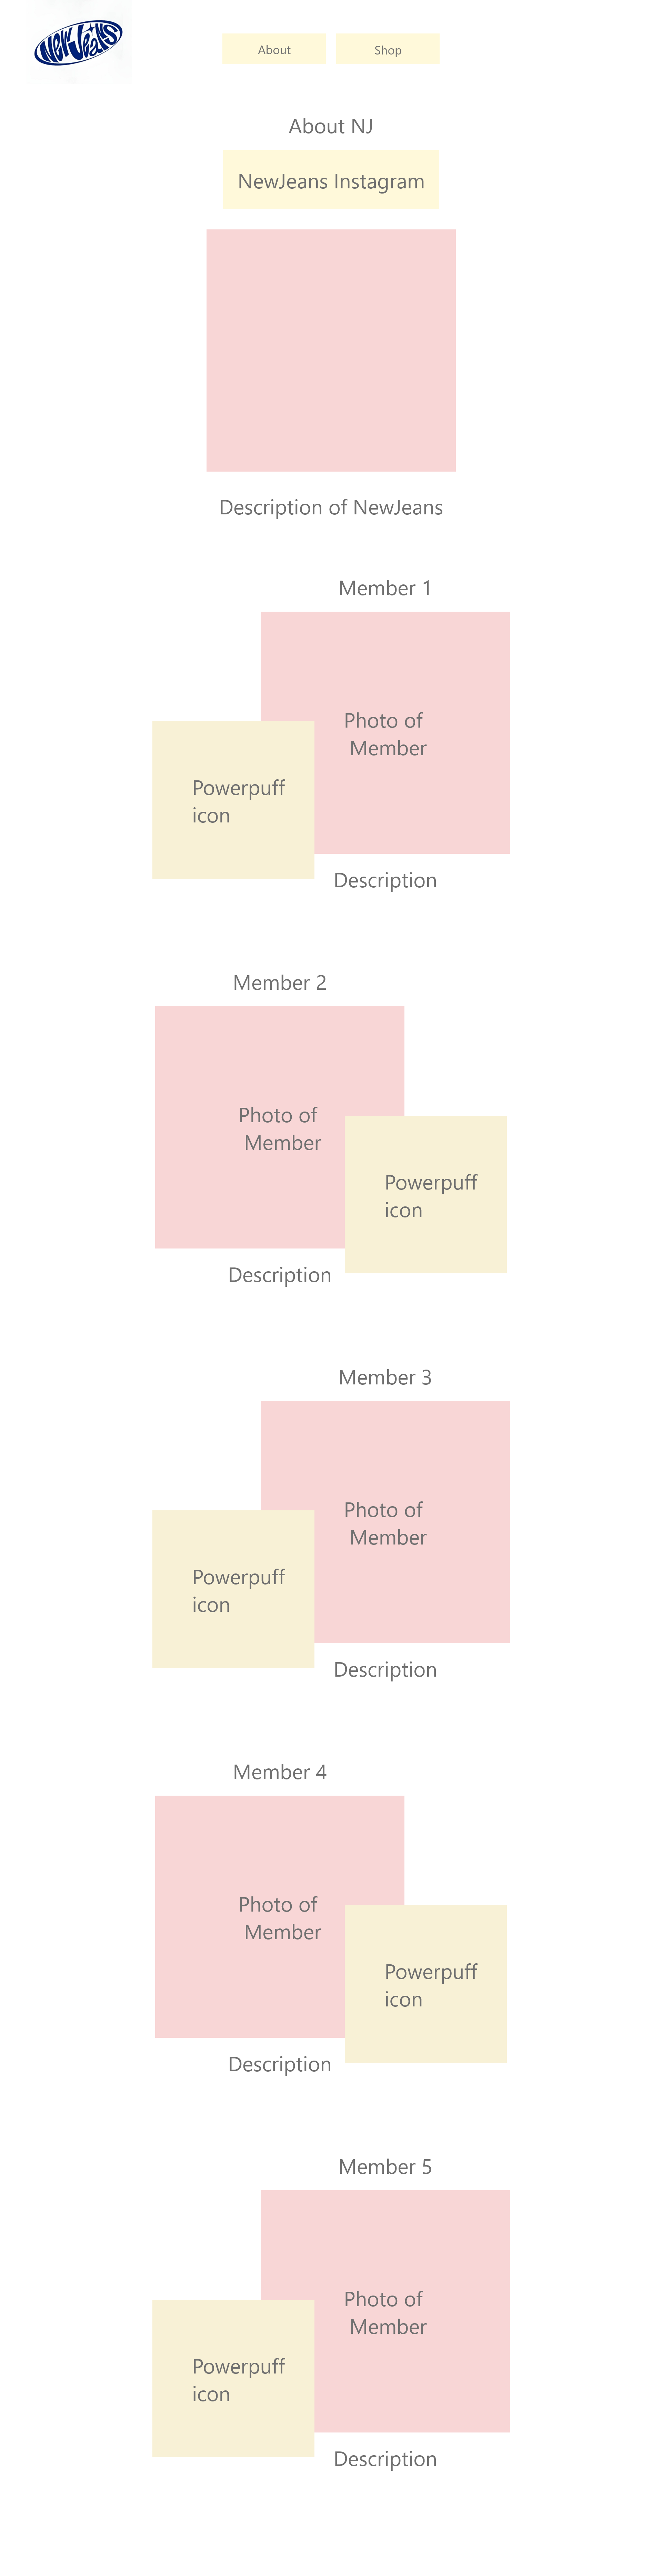 NewJeans
About
Shop
About NJ
NewJeans Instagram
Description of NewJeans
Member 1
Photo of
Member
Powerpuff
icon
Description
Member 2
Photo of
Member
Powerpuff
icon
Description
Member 3
Photo of
Member
Powerpuff
icon
Description
Member 4
Photo of
Member
Powerpuff
icon
Description
Member 5
Photo of
Member
Powerpuff
icon
Description